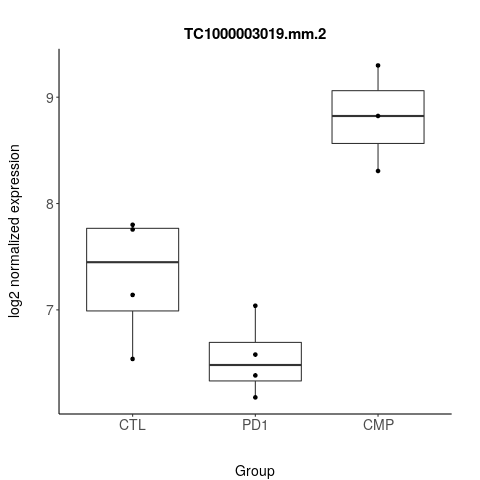 TC1000003019.mm.2
log2 normalized expression
9
8
7
CTL
PD1
CMP
Group